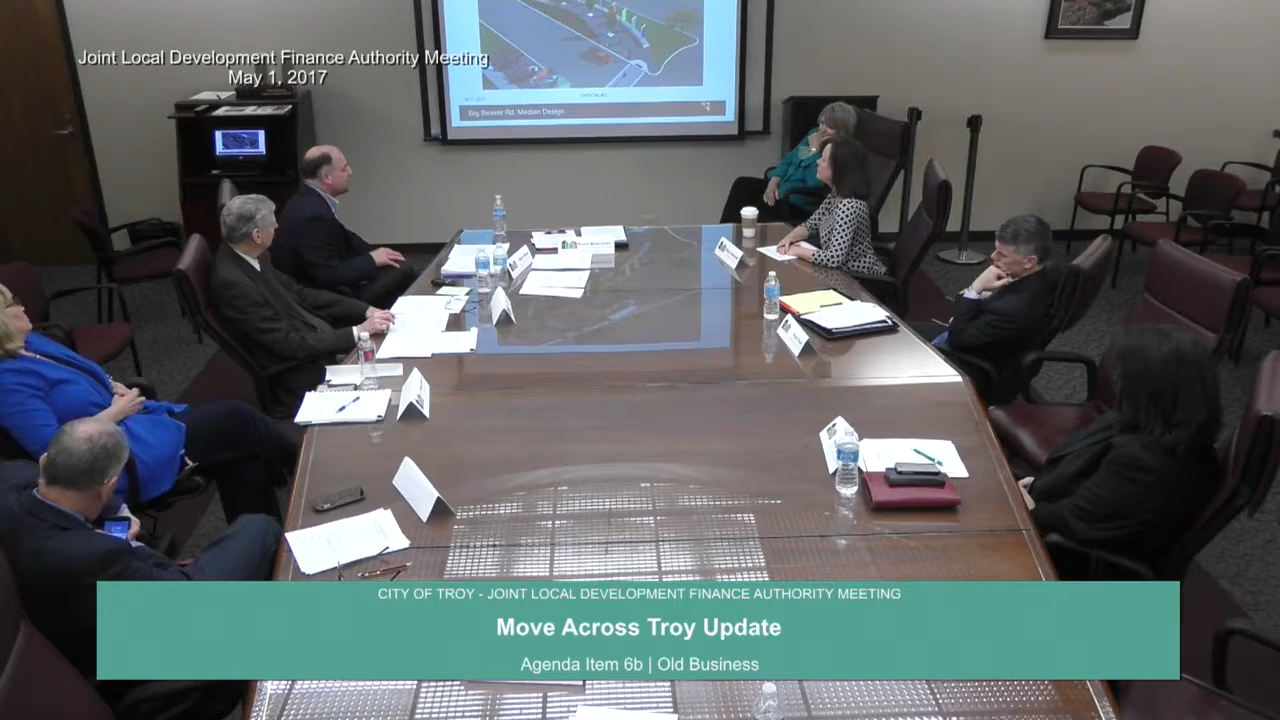 Joint Local Development Finance Authority Meeting
May 1, 2017
Big Beaver Rd. Median Design
CITY OF TROY - JOINT LOCAL DEVELOPMENT FINANCE AUTHORITY MEETING
Move Across Troy Update
Agenda Item 6b | Old Business